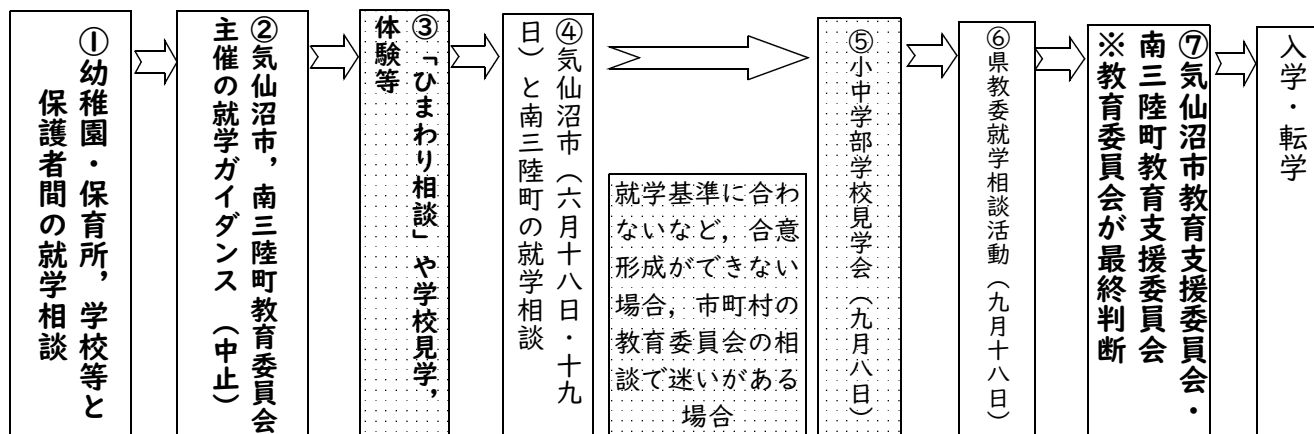 ①幼稚園・保育所，学校等と
保護者間の就学相談
②気仙沼市，南三陸町教育委員会
主催の就学ガイダンス（中止）
③「ひまわり相談」や学校見学，
体験等
④気仙沼市（六月十八日・十九
日）と南三陸町の就学相談
就学基準に合わ
ないなど，合意
形成ができない
場合，市町村の
教育委員会の相
談で迷いがある
場合
⑤小中学部学校見学会（九月八日）
⑥県教委就学相談活動（九月十八日）
⑦気仙沼市教育支援委員会・
南三陸町教育支援委員会
※教育委員会が最終判断
入学・転学